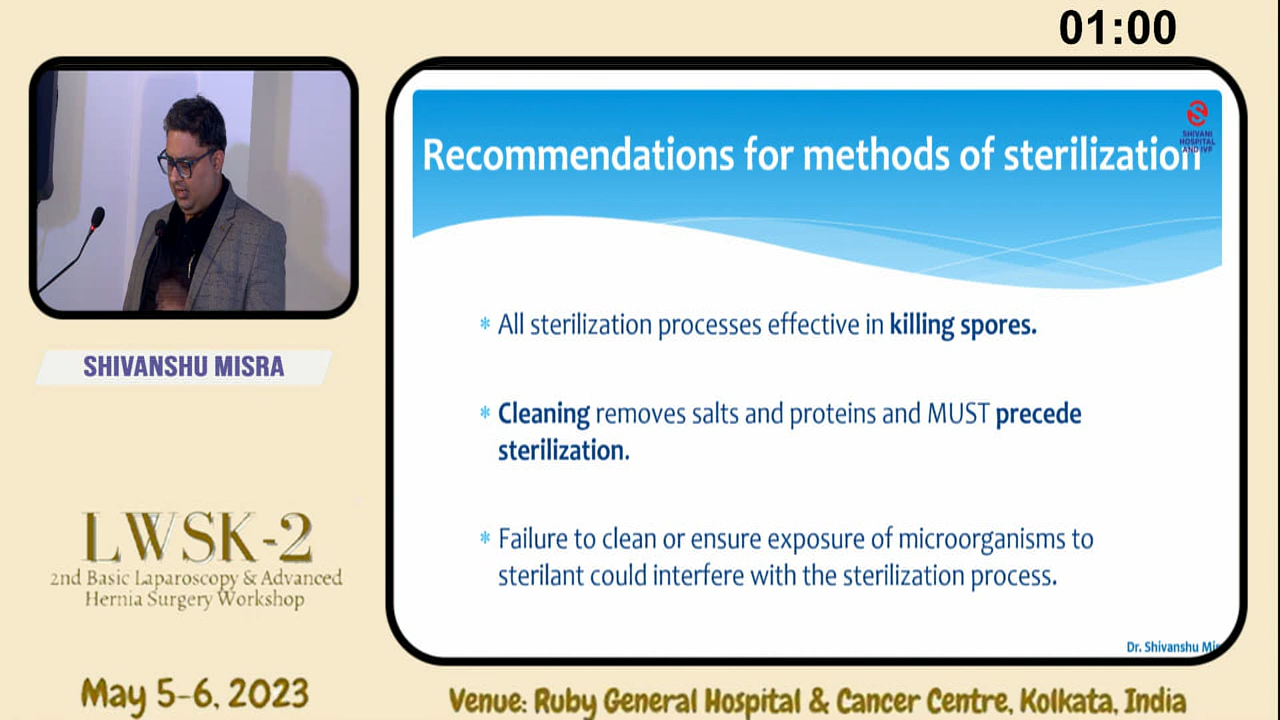 01:00
SHIVANI
HOSPITAL
AND IVF
Recommendations for methods of sterilization
* All sterilization processes effective in killing spores.
* Cleaning removes salts and proteins and MUST precede
sterilization.
* Failure to clean or ensure exposure of microorganisms to
sterilant could interfere with the sterilization process.
Dr. Shivanshu
SHIVANSHU MISRA
LWSK-2
2nd Basic Laparoscopy & Advanced
Hernia Surgery Workshop
May 5-6, 2023
Venue: Ruby General Hospital & Cancer Centre, Kolkata, India